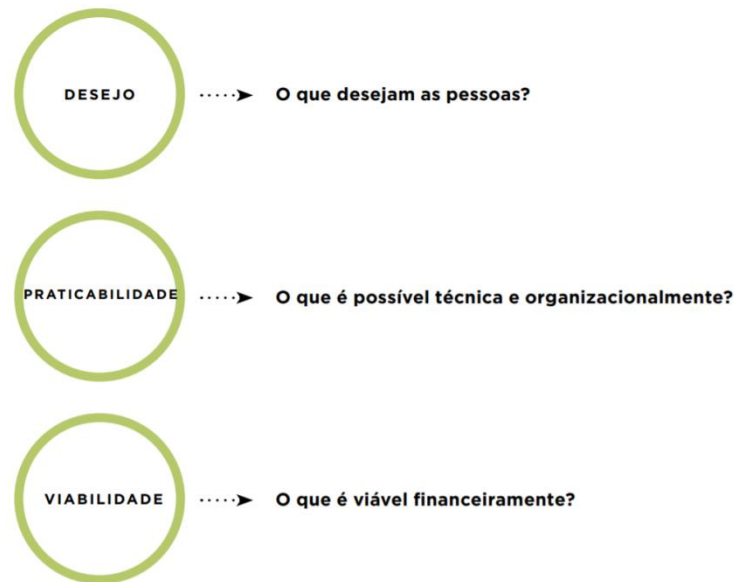 DESEJO
O que desejam as pessoas?
PRATICABILIDADE
O que é possível técnica e organizacionalmente?
VIABILIDADE
O que é viável financeiramente?